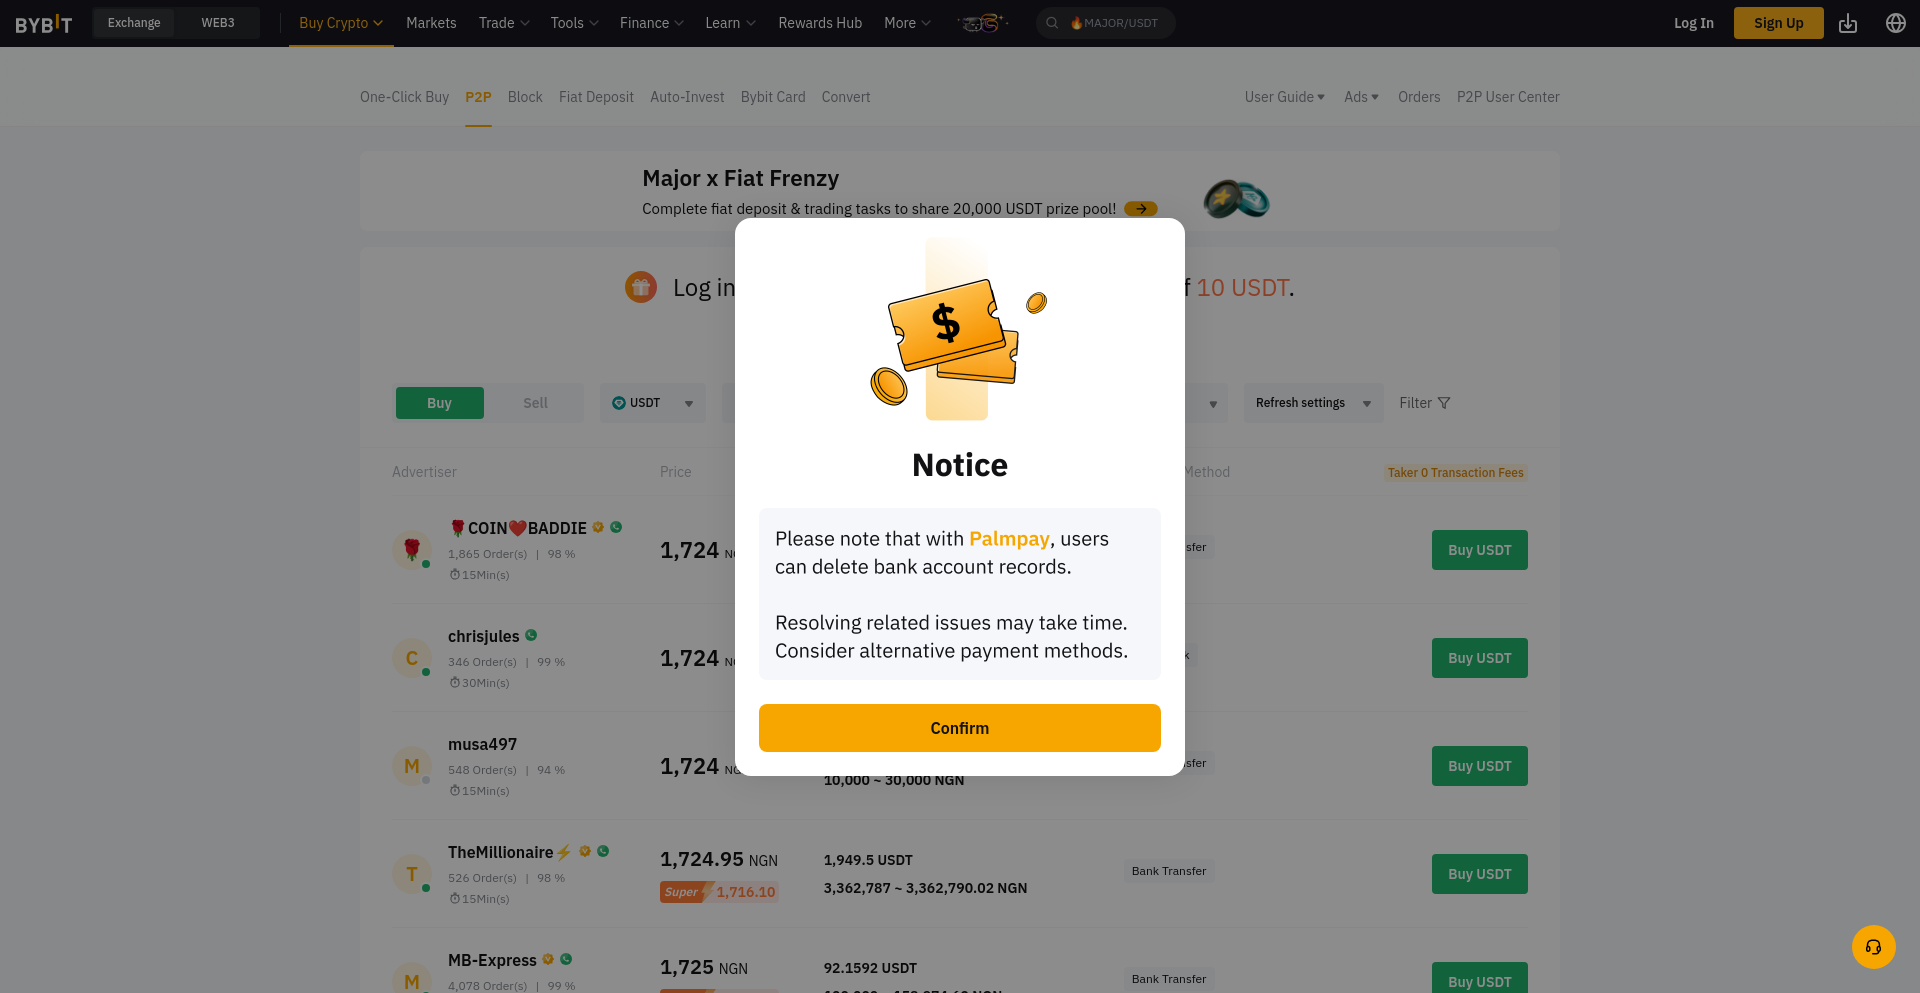 BYBIT Exchange WEB3 Buy Crypto Markets Trade Tools Finance Learn Rewards Hub More 🔥MAJOR/USDT Log In Sign Up
One-Click Buy P2P Block Fiat Deposit Auto-Invest Bybit Card Convert User Guide Ads Orders P2P User Center
Major x Fiat Frenzy
Complete fiat deposit & trading tasks to share 20,000 USDT prize pool!
Log in
10 USDT.
$
Buy Sell USDT Refresh settings Filter
Notice
Advertiser Price Method Taker 0 Transaction Fees
Please note that with Palmpay, users
can delete bank account records.
Resolving related issues may take time.
Consider alternative payment methods.
Confirm
🌹COIN❤️BADDIE
1,865 Order(s) | 98 %
15Min(s)
1,724
Buy USDT
C chrisjules
346 Order(s) | 99 %
30Min(s)
1,724
Buy USDT
M musa497
548 Order(s) | 94 %
15Min(s)
1,724
10,000 ~ 30,000 NGN
Buy USDT
T TheMillionaire⚡
526 Order(s) | 98 %
15Min(s)
1,724.95 NGN
Super 1,716.10
1,949.5 USDT
3,362,787 ~ 3,362,790.02 NGN
Bank Transfer
Buy USDT
M MB-Express
4,078 Order(s) | 99 %
1,725 NGN
92.1592 USDT
Bank Transfer
Buy USDT